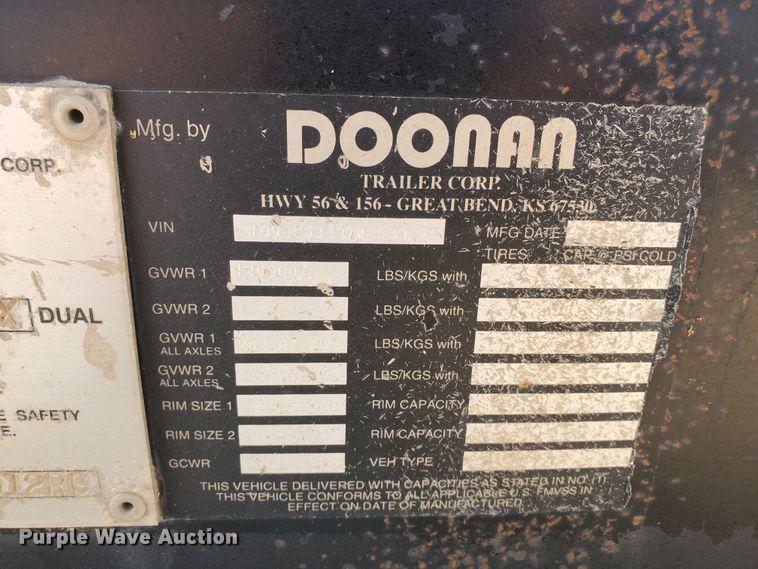 CORP.
X DUAL
E SAFETY
E.
012RG
Mfg. by DOONAN
TRAILER CORP.
HWY 56 & 156 - GREAT BEND, KS 67530
VIN MFG DATE
TIRES CAP. @ PSI COLD
GVWR 1 LBS/KGS with
GVWR 2 LBS/KGS with
GVWR 1 LBS/KGS with
ALL AXLES
GVWR 2 LBS/KGS with
ALL AXLES
RIM SIZE 1 RIM CAPACITY
RIM SIZE 2 RIM CAPACITY
GCWR VEH TYPE
THIS VEHICLE DELIVERED WITH CAPACITIES AS STATED IN NO. (1)
THIS VEHICLE CONFORMS TO ALL APPLICABLE U.S. FMVSS IN
EFFECT ON DATE OF MANUFACTURED
Purple Wave Auction